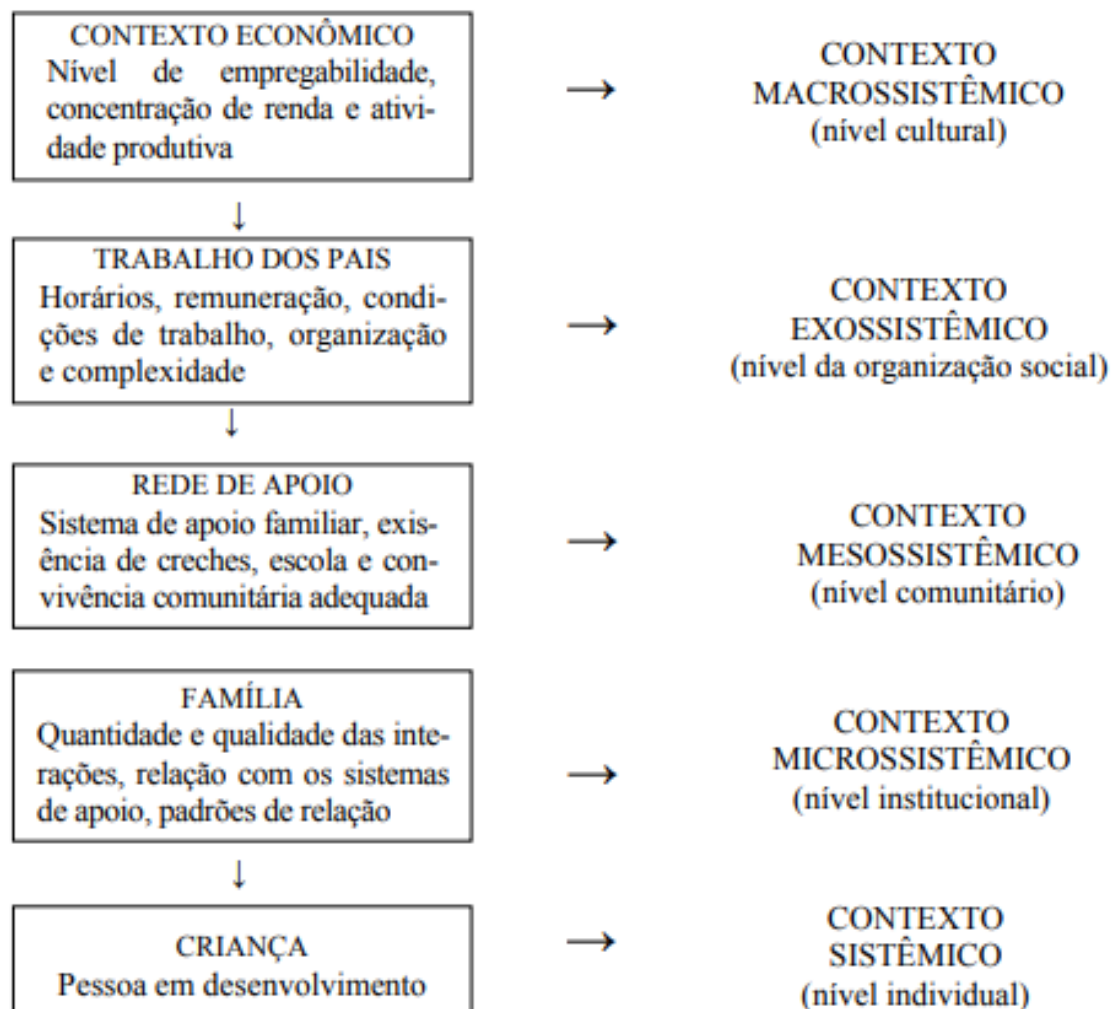 CONTEXTO ECONÔMICO
Nível de empregabilidade,
concentração de renda e ativi-
dade produtiva
→
CONTEXTO
MACROSSISTÊMICO
(nível cultural)
↓
TRABALHO DOS PAIS
Horários, remuneração, condi-
ções de trabalho, organização
e complexidade
→
CONTEXTO
EXOSSISTÊMICO
(nível da organização social)
↓
REDE DE APOIO
Sistema de apoio familiar, exis-
ência de creches, escola e con-
vivência comunitária adequada
→
CONTEXTO
MESOSSISTÊMICO
(nível comunitário)
FAMÍLIA
Quantidade e qualidade das inte-
rações, relação com os sistemas
de apoio, padrões de relação
→
CONTEXTO
MICROSSISTÊMICO
(nível institucional)
↓
CRIANÇA
Pessoa em desenvolvimento
→
CONTEXTO
SISTÊMICO
(nível individual)